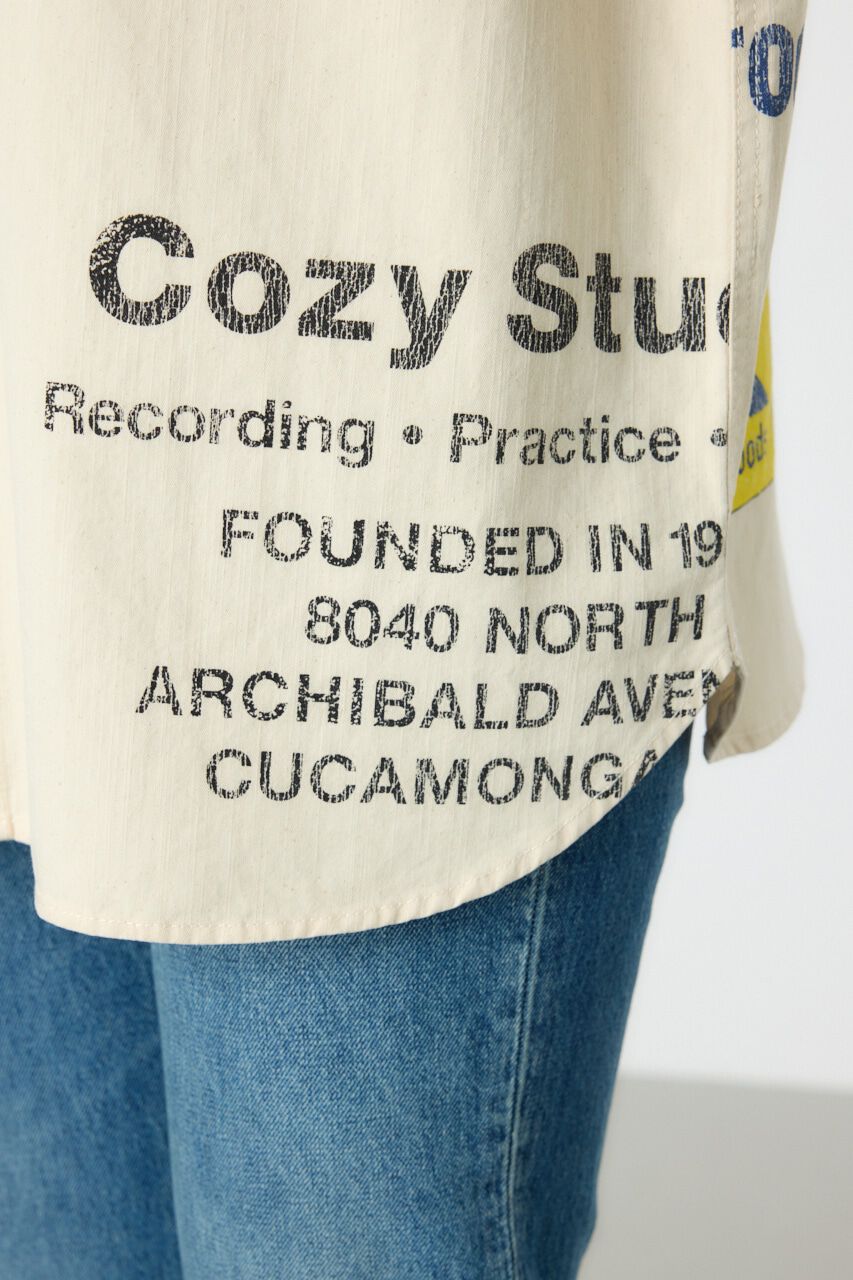 Cozy Stu
Recording • Practice •
FOUNDED IN 19
8040 NORTH
ARCHIBALD AVEN
CUCAMONGA